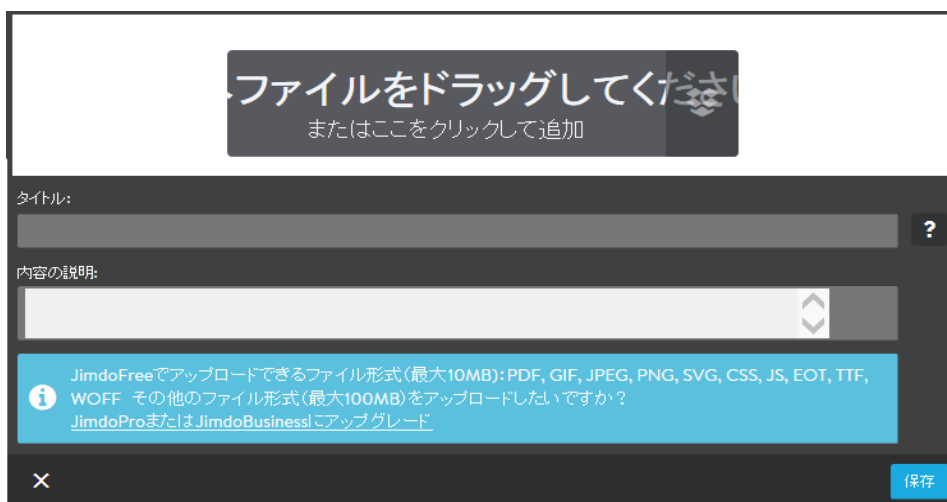 ファイルをドラッグしてくださ
またはここをクリックして追加
タイトル:
?
内容の説明:
JimdoFreeでアップロードできるファイル形式(最大10MB):PDF, GIF, JPEG, PNG, SVG, CSS, JS, EOT, TTF,
WOFF その他のファイル形式(最大100MB)をアップロードしたいですか？
JimdoProまたはJimdoBusinessにアップグレード
保存